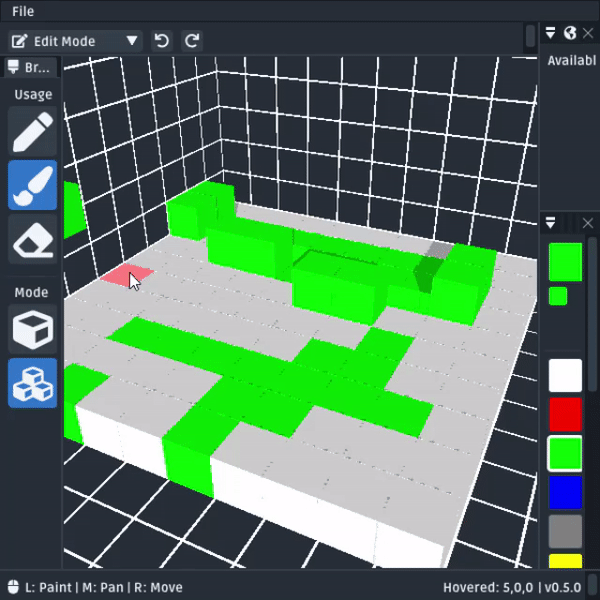 File
Edit Mode
Br...
Availabl
Usage
Mode
L: Paint | M: Pan | R: Move
Hovered: 5,0,0 | v0.5.0